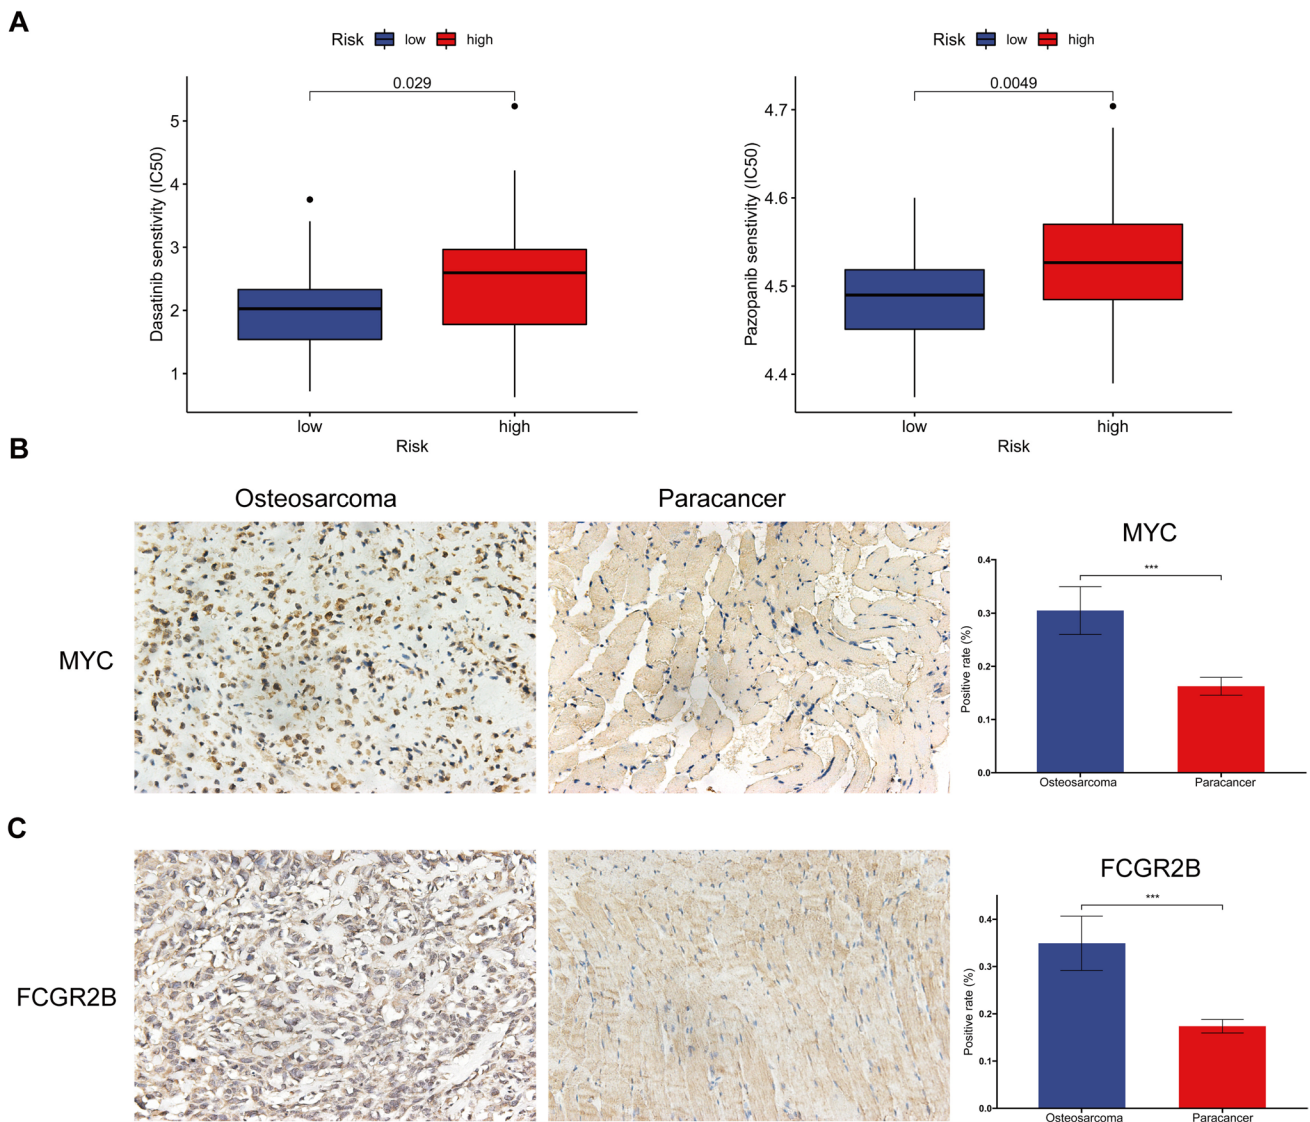 A
Risk low high
0.029
5
4
3
2
1
Dasatinib senstivity (IC50)
low high
Risk
Risk low high
0.0049
4.7
4.6
4.5
4.4
Pazopanib senstivity (IC50)
low high
Risk
B
Osteosarcoma Paracancer
MYC
MYC
***
0.4
0.3
0.2
0.1
0.0
Positive rate (%)
Osteosarcoma Paracancer
C
FCGR2B
FCGR2B
***
0.4
0.3
0.2
0.1
0.0
Positive rate (%)
Osteosarcoma Paracancer